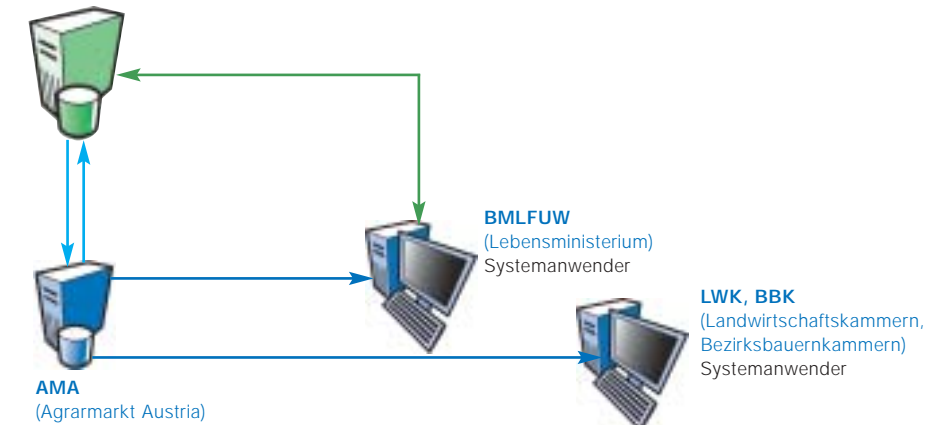 BMLFUW
(Lebensministerium)
Systemanwender
LWK, BBK
(Landwirtschaftskammern,
Bezirksbauernkammern)
Systemanwender
AMA
(Agrarmarkt Austria)